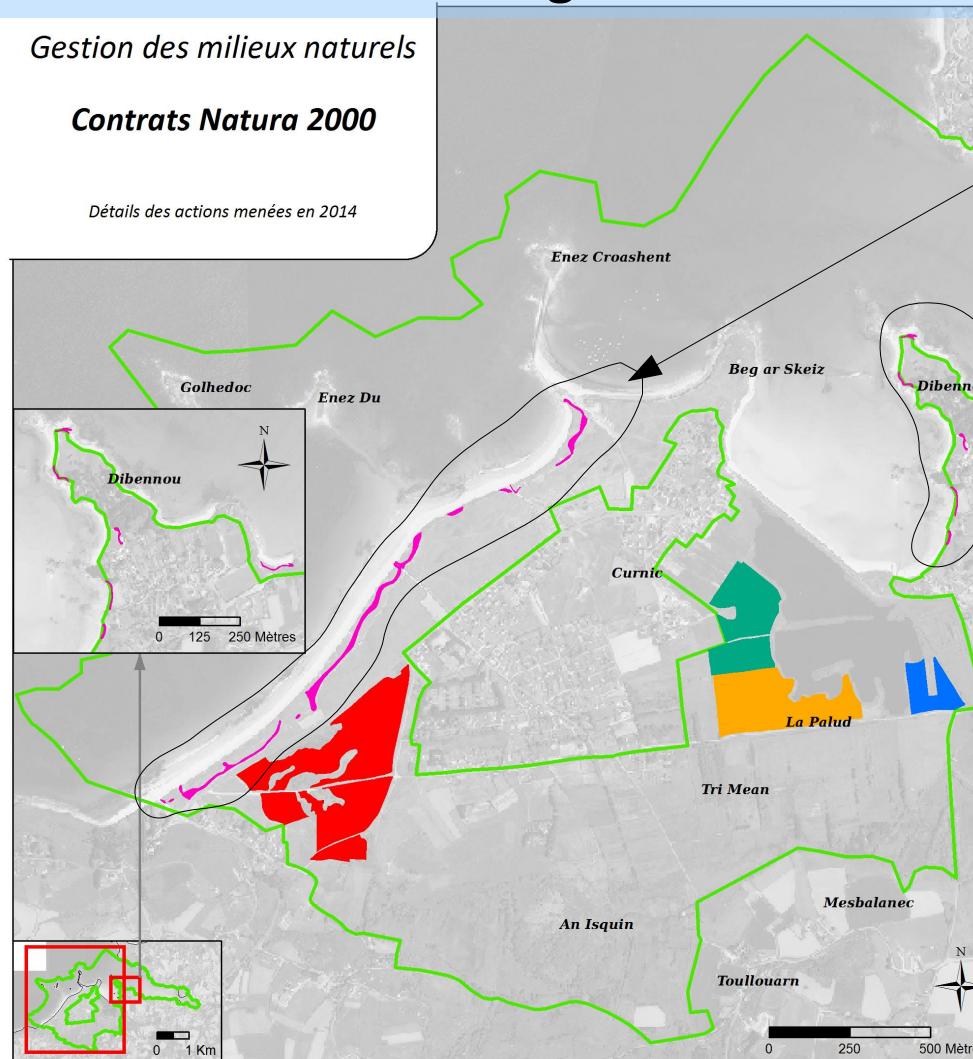 Gestion des milieux naturels
Contrats Natura 2000
Détails des actions menées en 2014
Enez Croashent
Beg ar Skeiz
Golhedoc
Enez Du
Dibenn
N
Dibennou
0 125 250 Mètres
Curnic
La Palud
Tri Mean
Mesbalanec
An Isquin
Toullouarn
N
0 1 Km
0 250 500 Mètr